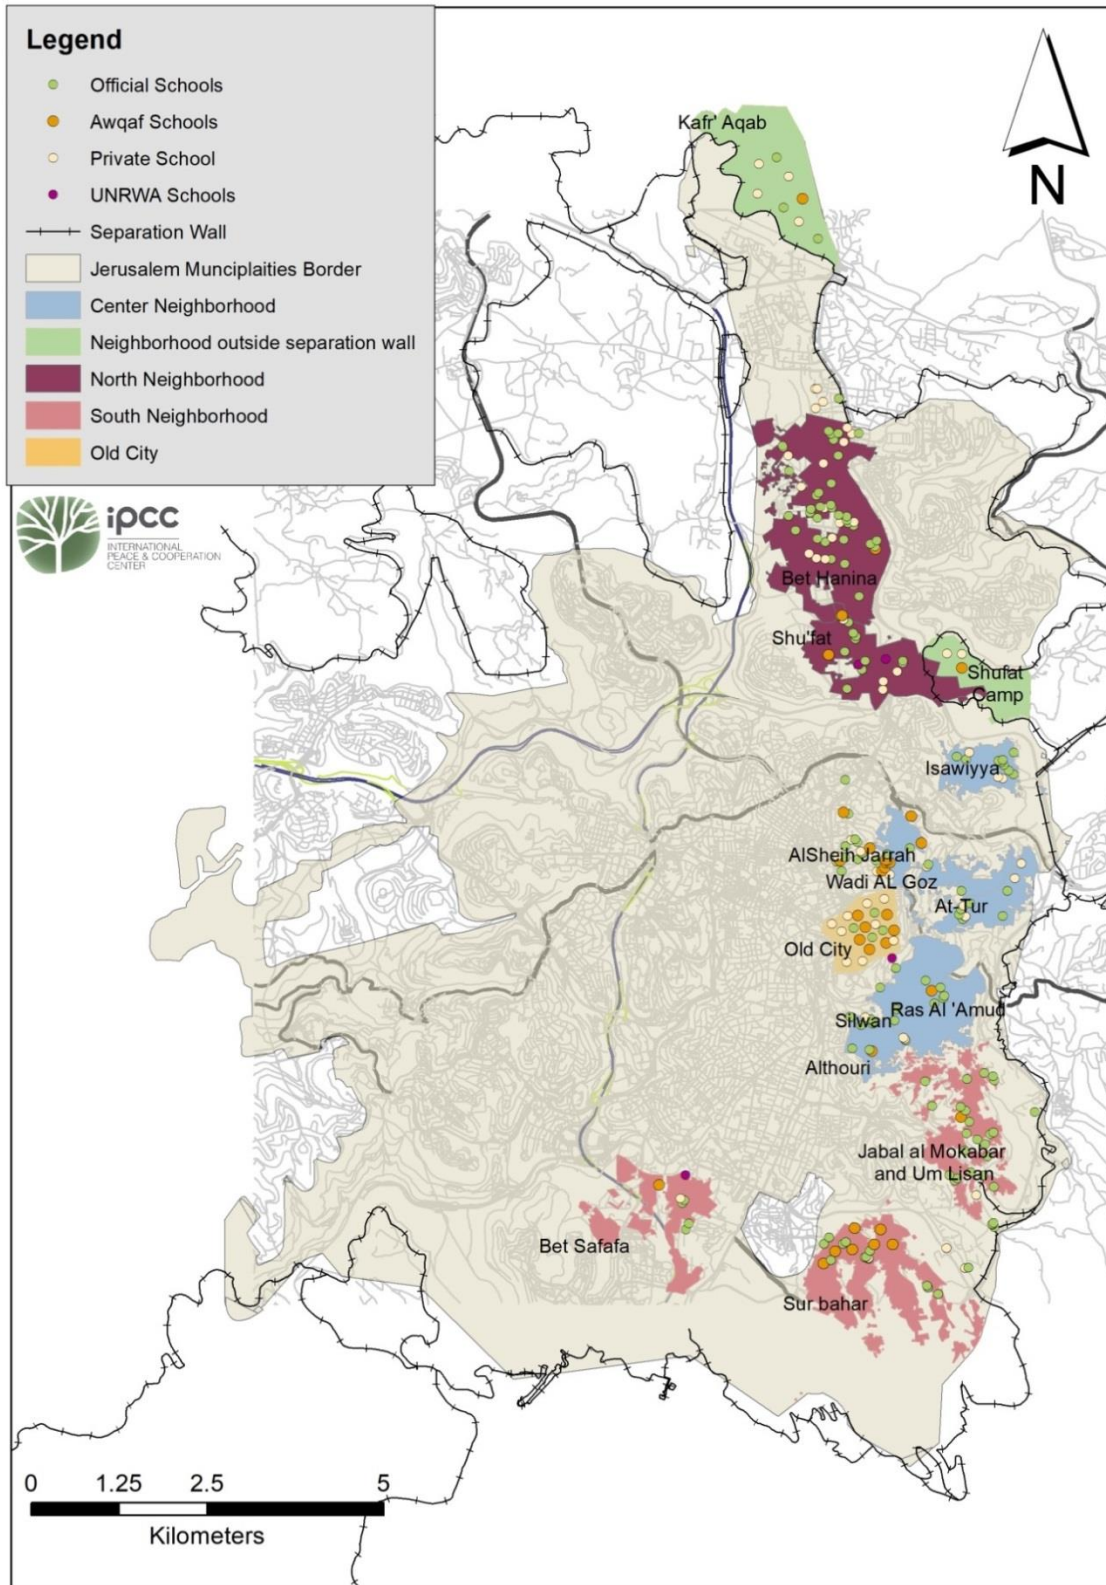 Legend
Official Schools
Awqaf Schools
Private School
UNRWA Schools
Separation Wall
Jerusalem Munciplaities Border
Center Neighborhood
Neighborhood outside separation wall
North Neighborhood
South Neighborhood
Old City
ipcc
INTERNATIONAL
PEACE & COOPERATION
CENTER
N
Kafr' Aqab
Bet Hanina
Shu'fat
Shufat
Camp
Isawiyya
AlSheih Jarrah
Wadi AL Goz
At-Tur
Old City
Ras Al 'Amud
Silwan
Althouri
Jabal al Mokabar
and Um Lisan
Bet Safafa
Sur bahar
0 1.25 2.5 5
Kilometers